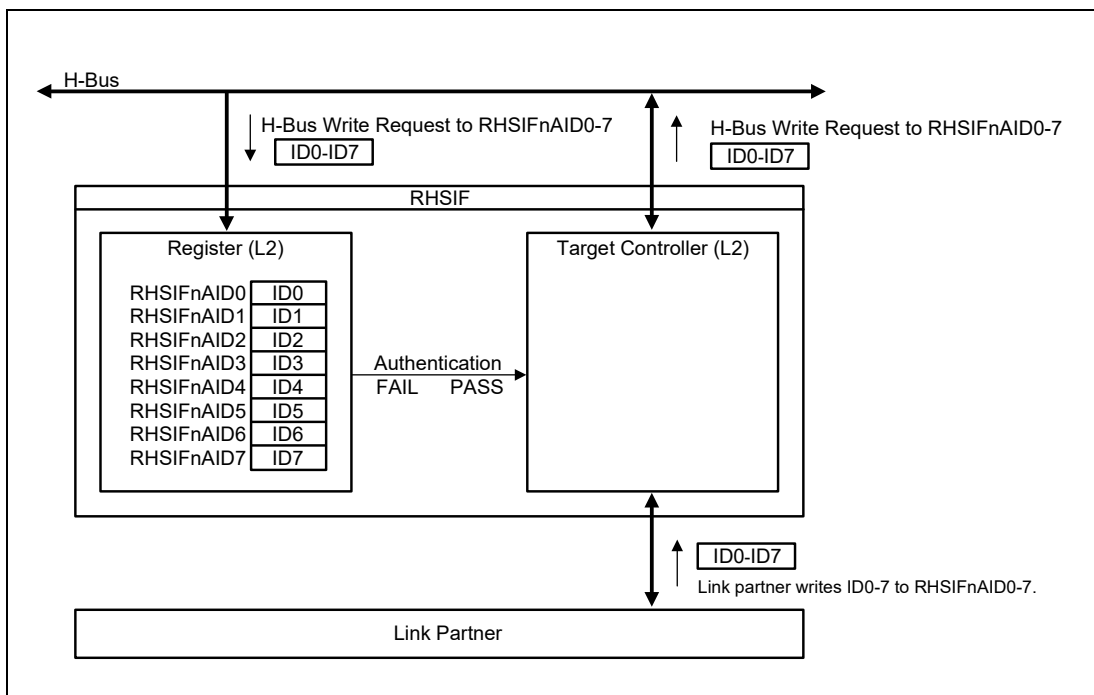 H-Bus
H-Bus Write Request to RHSIFnAID0-7
ID0-ID7
H-Bus Write Request to RHSIFnAID0-7
ID0-ID7
RHSIF
Register (L2)
RHSIFnAID0 ID0
RHSIFnAID1 ID1
RHSIFnAID2 ID2
RHSIFnAID3 ID3
RHSIFnAID4 ID4
RHSIFnAID5 ID5
RHSIFnAID6 ID6
RHSIFnAID7 ID7
Authentication
FAIL PASS
Target Controller (L2)
ID0-ID7
Link partner writes ID0-7 to RHSIFnAID0-7.
Link Partner